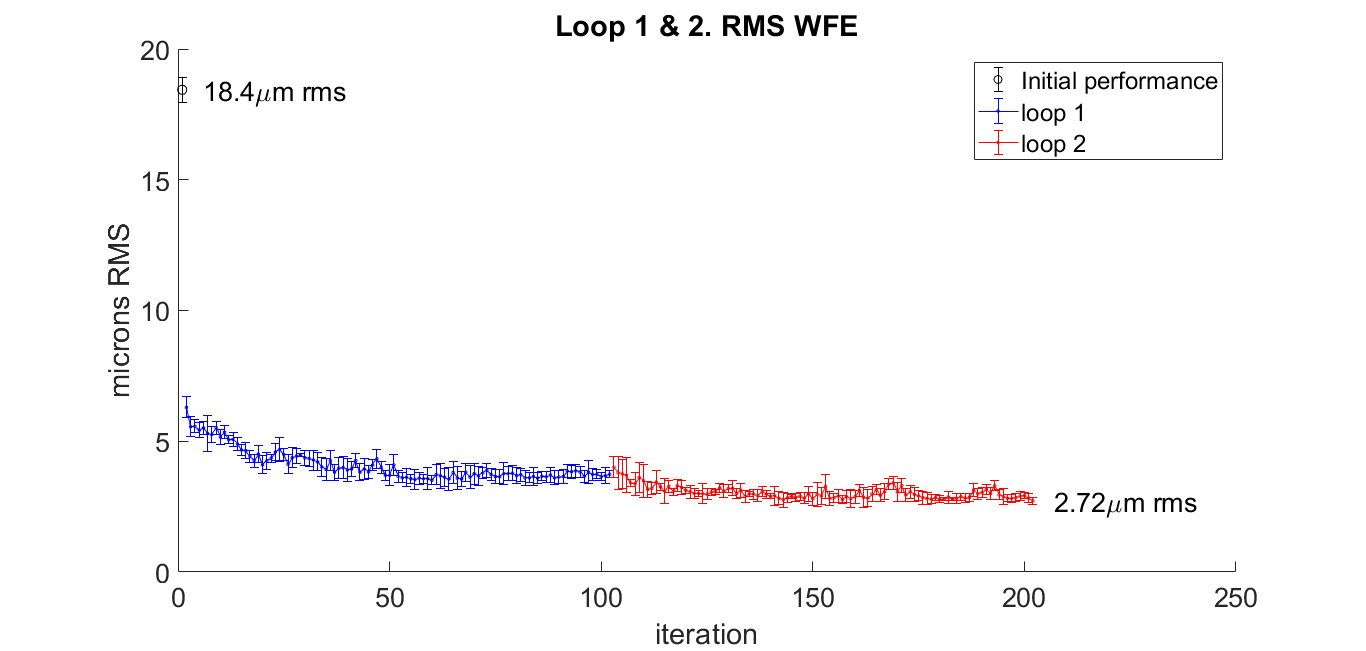 Loop 1 & 2. RMS WFE
20
18.4μm rms
Initial performance
loop 1
loop 2
15
10
microns RMS
5
2.72μm rms
0
0 50 100 150 200 250
iteration